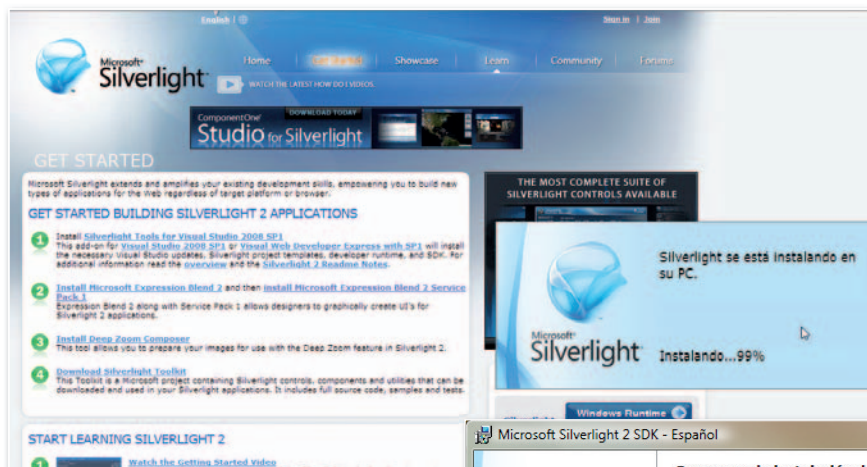 English
Sign in | Join
Microsoft®
Silverlight™
Home
Get Started
Showcase
Learn
Community
Forums
WATCH THE LATEST HOW DO I VIDEOS
ComponentOne®
Studio for Silverlight
DOWNLOAD TODAY
GET STARTED
Microsoft Silverlight extends and amplifies your existing development skills, empowering you to build new
types of applications for the Web regardless of target platform or browser.
GET STARTED BUILDING SILVERLIGHT 2 APPLICATIONS
1 Install Silverlight Tools for Visual Studio 2008 SP1
This add-on for Visual Studio 2008 SP1 or Visual Web Developer Express with SP1 will install
the necessary Visual Studio updates, Silverlight project templates, developer runtime, and SDK. For
additional information read the overview and the Silverlight 2 Readme Notes.
2 Install Microsoft Expression Blend 2 and then install Microsoft Expression Blend 2 Service
Pack 1
Expression Blend 2 along with Service Pack 1 allows designers to graphically create UI's for
Silverlight 2 applications.
3 Install Deep Zoom Composer
This tool allows you to prepare your images for use with the Deep Zoom feature in Silverlight 2.
4 Download Silverlight Toolkit
This Toolkit is a Microsoft project containing Silverlight controls, components and utilities that can be
downloaded and used in your Silverlight applications. It includes full source code, samples and tests.
START LEARNING SILVERLIGHT 2
Watch the Getting Started Video
THE MOST COMPLETE SUITE OF
SILVERLIGHT CONTROLS AVAILABLE
Silverlight se está instalando en
su PC.
Microsoft®
Silverlight™
Instalando...99%
Windows Runtime
Microsoft Silverlight 2 SDK - Español